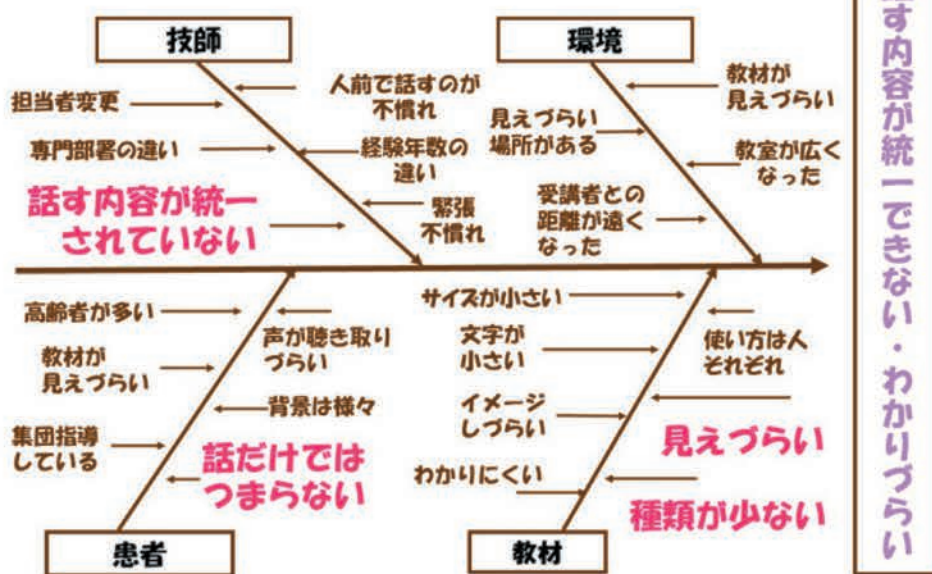 技師
環境
担当者変更
人前で話すのが
不慣れ
専門部署の違い
経験年数の
違い
話す内容が統一
されていない
緊張
不慣れ
教材が
見えづらい
見えづらい
場所がある
教室が広く
なった
受講者との
距離が遠く
なった
高齢者が多い
声が聴き取り
づらい
教材が
見えづらい
背景は様々
集団指導
している
話だけでは
つまらない
患者
サイズが小さい
使い方は人
それぞれ
文字が
小さい
イメージ
しづらい
見えづらい
わかりにくい
種類が少ない
教材
す内容が統一できない・わかりづらい